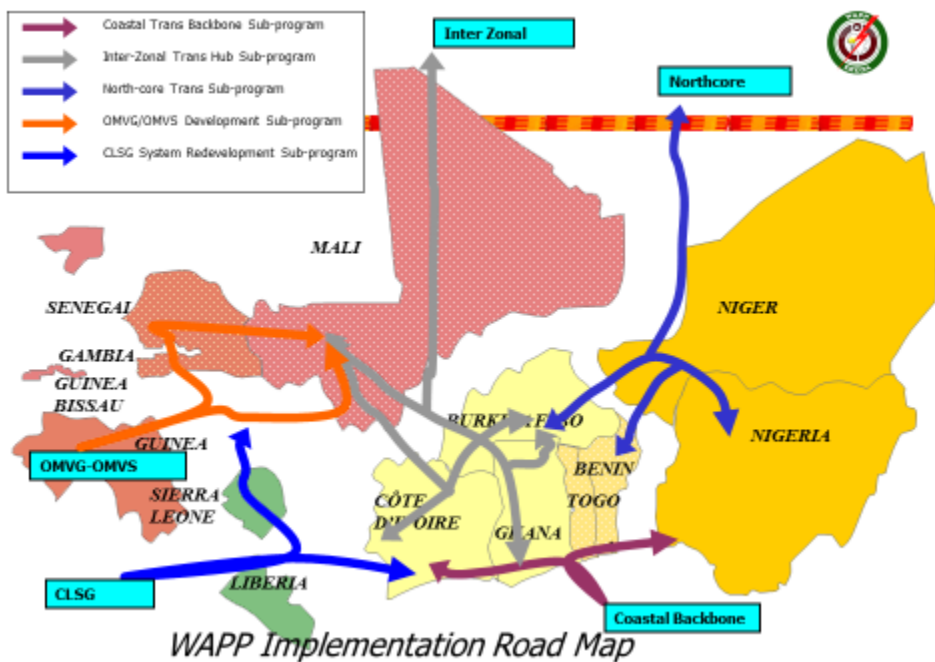 Coastal Trans Backbone Sub-program
Inter-Zonal Trans Hub Sub-program
North-core Trans Sub-program
OMVG/OMVS Development Sub-program
CLSG System Redevelopment Sub-program
Inter Zonal
Northcore
MALI
SENEGAL
NIGER
GAMBIA
GUINEA
BISSAU
BURKINA FASO
NIGERIA
GUINEA
OMVG-OMVS
BENIN
SIERRA
LEONE
CÔTE
D'IVOIRE
TOGO
GHANA
CLSG
LIBERIA
Coastal Backbone
WAPP Implementation Road Map